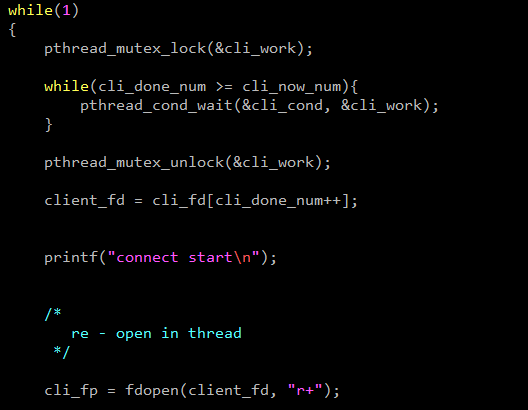 while(1)
{
    pthread_mutex_lock(&cli_work);
    while(cli_done_num >= cli_now_num){
        pthread_cond_wait(&cli_cond, &cli_work);
    }
    pthread_mutex_unlock(&cli_work);
    client_fd = cli_fd[cli_done_num++];
    printf("connect start\n");
    /*
       re - open in thread
     */
    cli_fp = fdopen(client_fd, "r+");